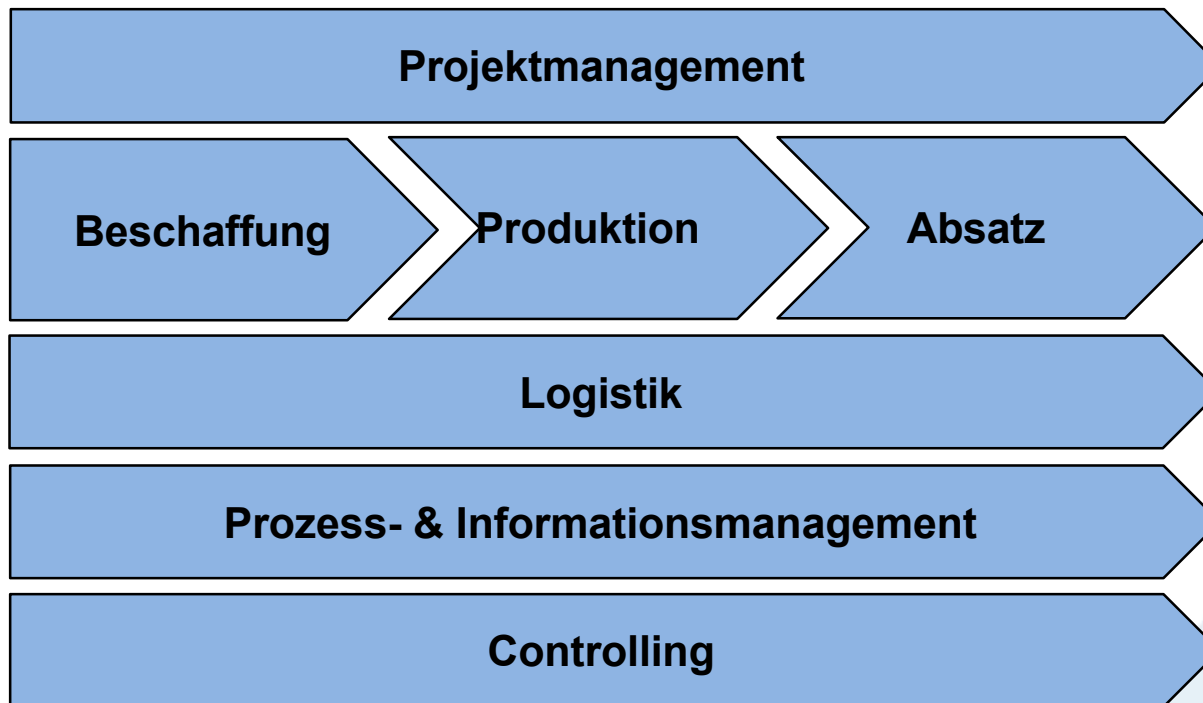 Projektmanagement
Beschaffung
Produktion
Absatz
Logistik
Prozess- & Informationsmanagement
Controlling